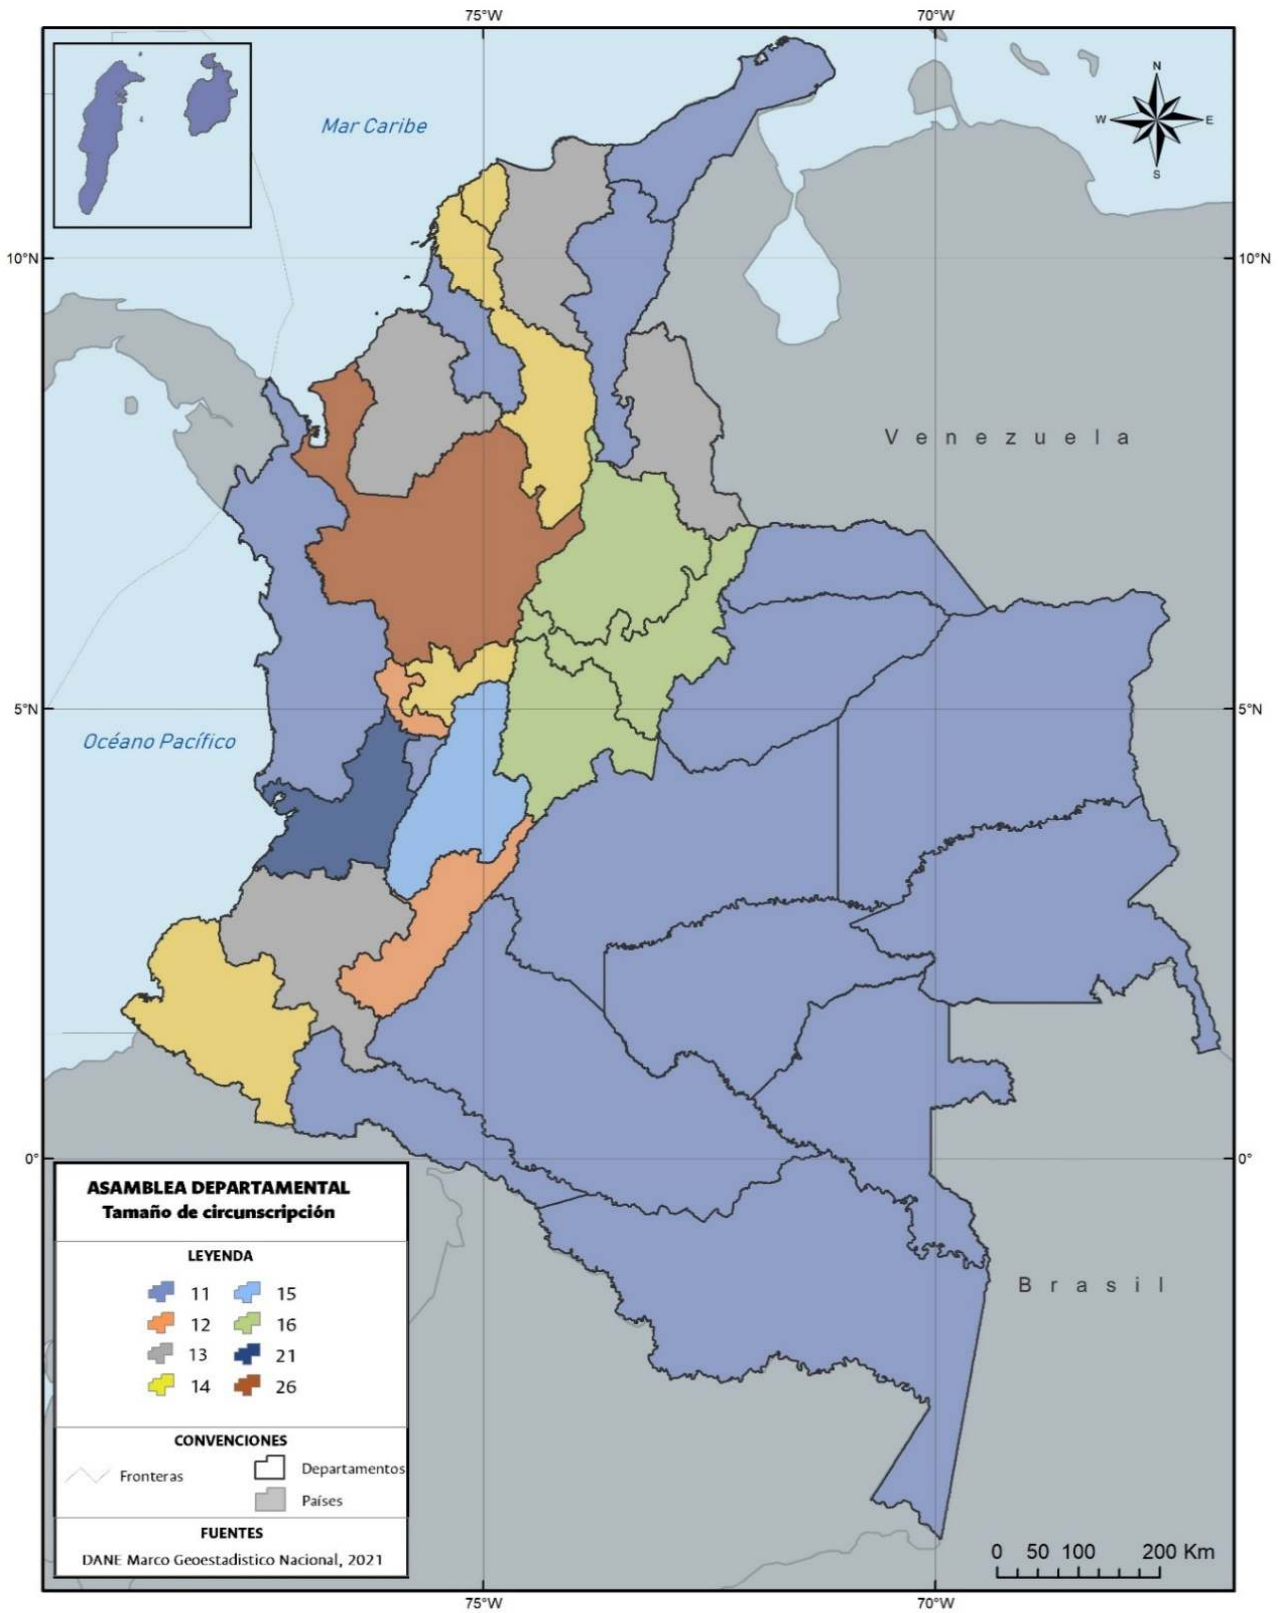 75°W
70°W
Mar Caribe
N
W
E
S
10°N
10°N
Venezuela
5°N
5°N
Océano Pacífico
0°
0°
ASAMBLEA DEPARTAMENTAL
Tamaño de circunscripción
LEYENDA
11
15
12
16
13
21
14
26
CONVENCIONES
Fronteras
Departamentos
Países
FUENTES
DANE Marco Geoestadistico Nacional, 2021
Brasil
0 50 100 200 Km
75°W
70°W